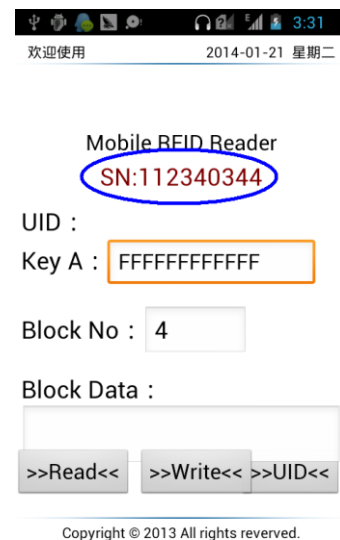 3:31
欢迎使用 2014-01-21 星期二
Mobile RFID Reader
SN:112340344
UID :
Key A : FFFFFFFFFFFF
Block No : 4
Block Data :
>>Read<< >>Write<< >>UID<<
Copyright © 2013 All rights reverved.